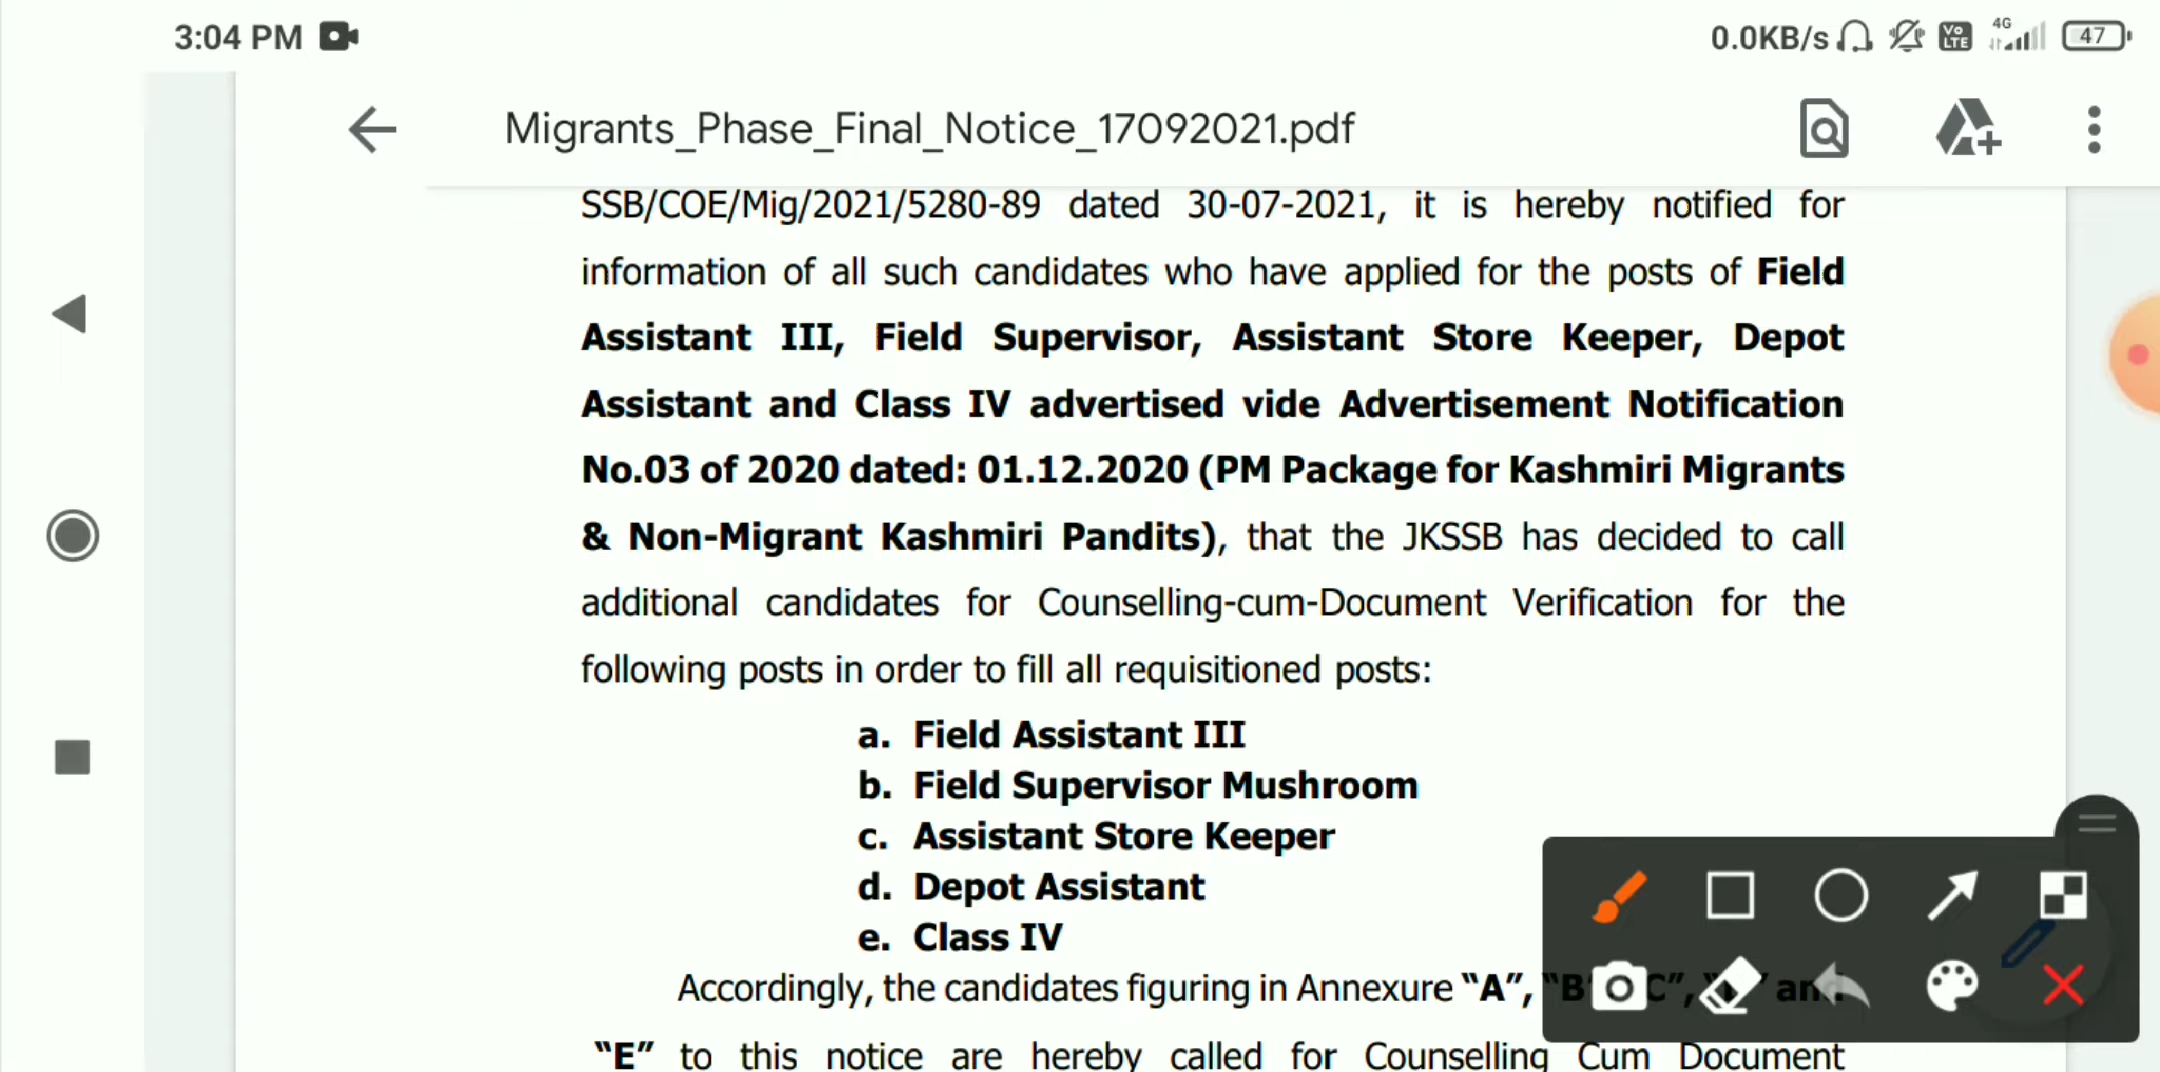 3:04 PM
0.0KB/s
Vo LTE
4G
47
Migrants_Phase_Final_Notice_17092021.pdf
SSB/COE/Mig/2021/5280-89 dated 30-07-2021, it is hereby notified for
information of all such candidates who have applied for the posts of Field
Assistant III, Field Supervisor, Assistant Store Keeper, Depot
Assistant and Class IV advertised vide Advertisement Notification
No.03 of 2020 dated: 01.12.2020 (PM Package for Kashmiri Migrants
& Non-Migrant Kashmiri Pandits), that the JKSSB has decided to call
additional candidates for Counselling-cum-Document Verification for the
following posts in order to fill all requisitioned posts:
a. Field Assistant III
b. Field Supervisor Mushroom
c. Assistant Store Keeper
d. Depot Assistant
e. Class IV
Accordingly, the candidates figuring in Annexure “A”, “B
“E” to this notice are hereby called for Counselling Cum Document